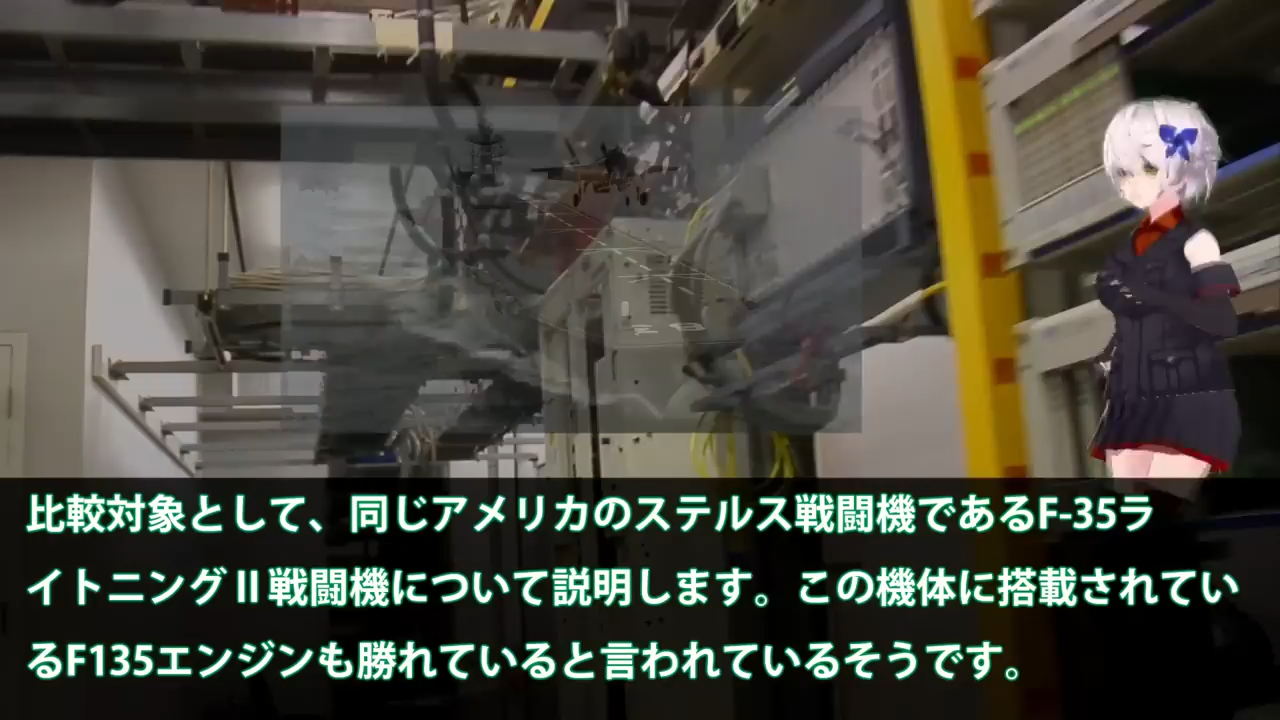 比較対象として、同じアメリカのステルス戦闘機であるF-35ラ
イトニングⅡ戦闘機について説明します。この機体に搭載されてい
るF135エンジンも勝れていると言われているそうです。